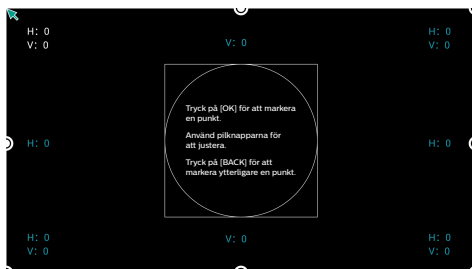 H: 0
V: 0
V: 0
H: 0
V: 0
Tryck på [OK] för att markera
en punkt.
Använd pilknapparna för
att justera.
Tryck på [BACK] för att
markera ytterligare en punkt.
H: 0
H: 0
H: 0
V: 0
V: 0
H: 0
V: 0